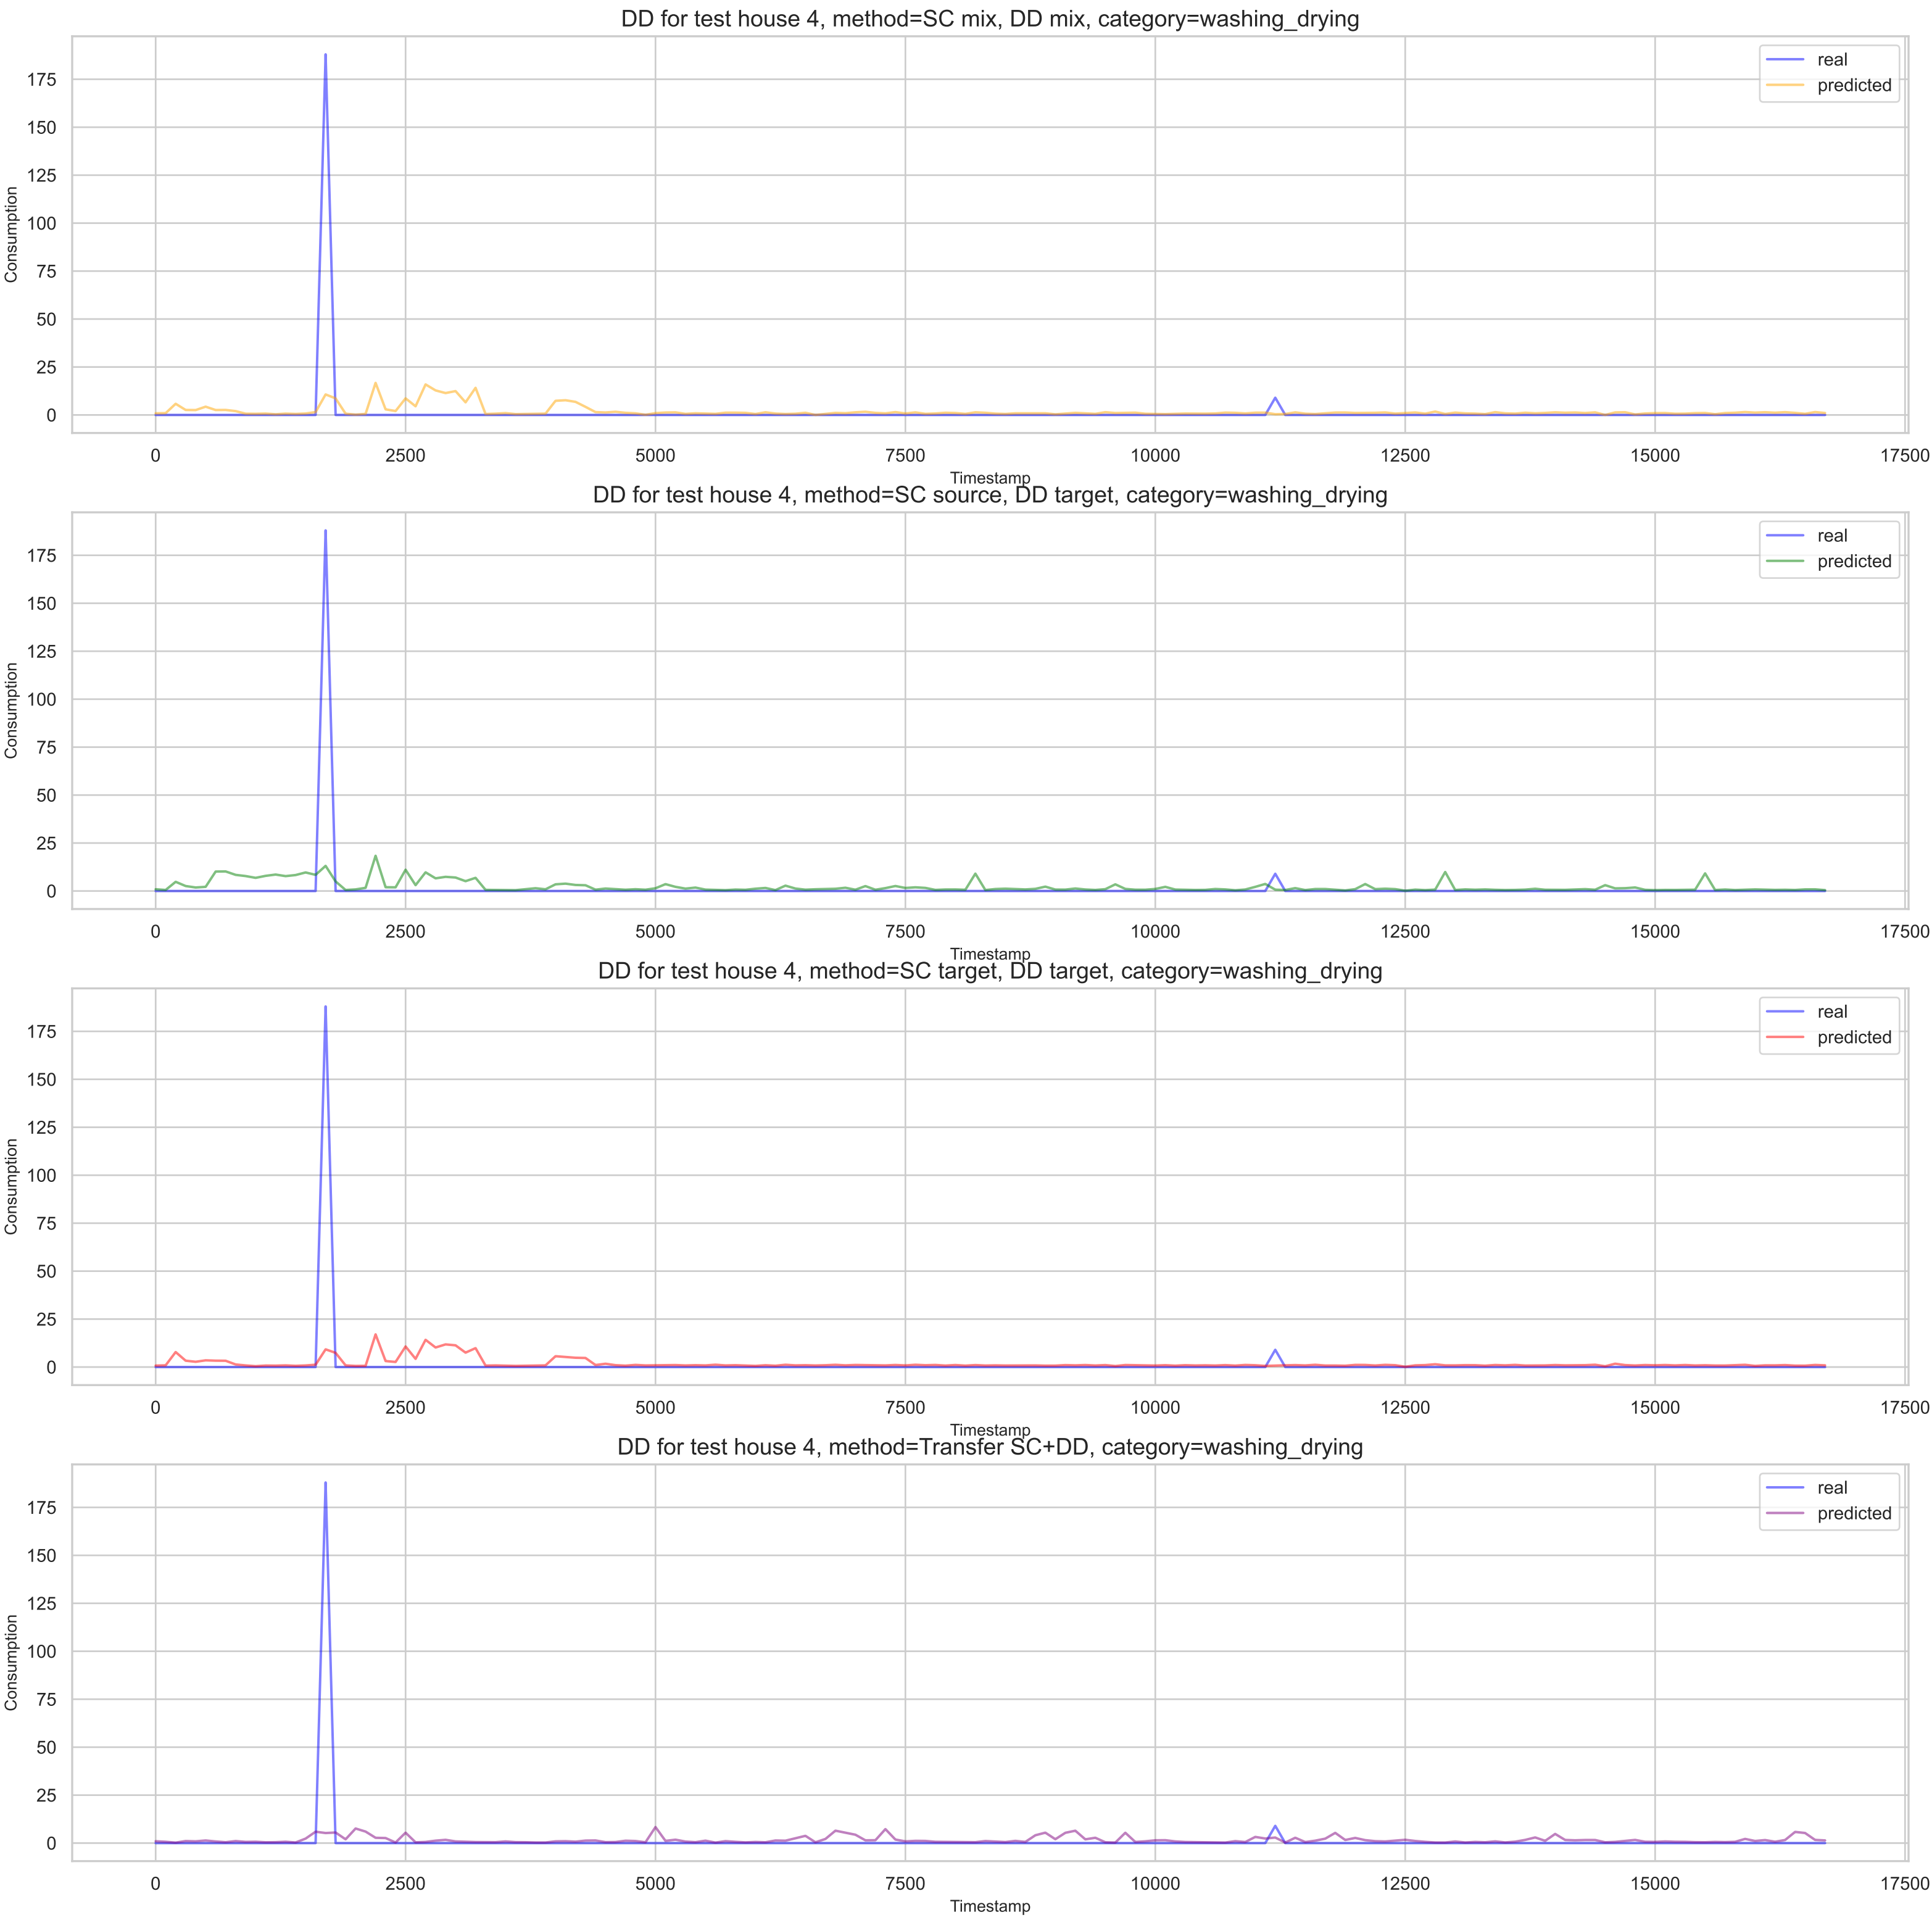 DD for test house 4, method=SC mix, DD mix, category=washing_drying
real
predicted
175
150
125
100
75
50
25
0
Consumption
0 2500 5000 7500 10000 12500 15000 17500
Timestamp
DD for test house 4, method=SC source, DD target, category=washing_drying
real
predicted
175
150
125
100
75
50
25
0
Consumption
0 2500 5000 7500 10000 12500 15000 17500
Timestamp
DD for test house 4, method=SC target, DD target, category=washing_drying
real
predicted
175
150
125
100
75
50
25
0
Consumption
0 2500 5000 7500 10000 12500 15000 17500
Timestamp
DD for test house 4, method=Transfer SC+DD, category=washing_drying
real
predicted
175
150
125
100
75
50
25
0
Consumption
0 2500 5000 7500 10000 12500 15000 17500
Timestamp